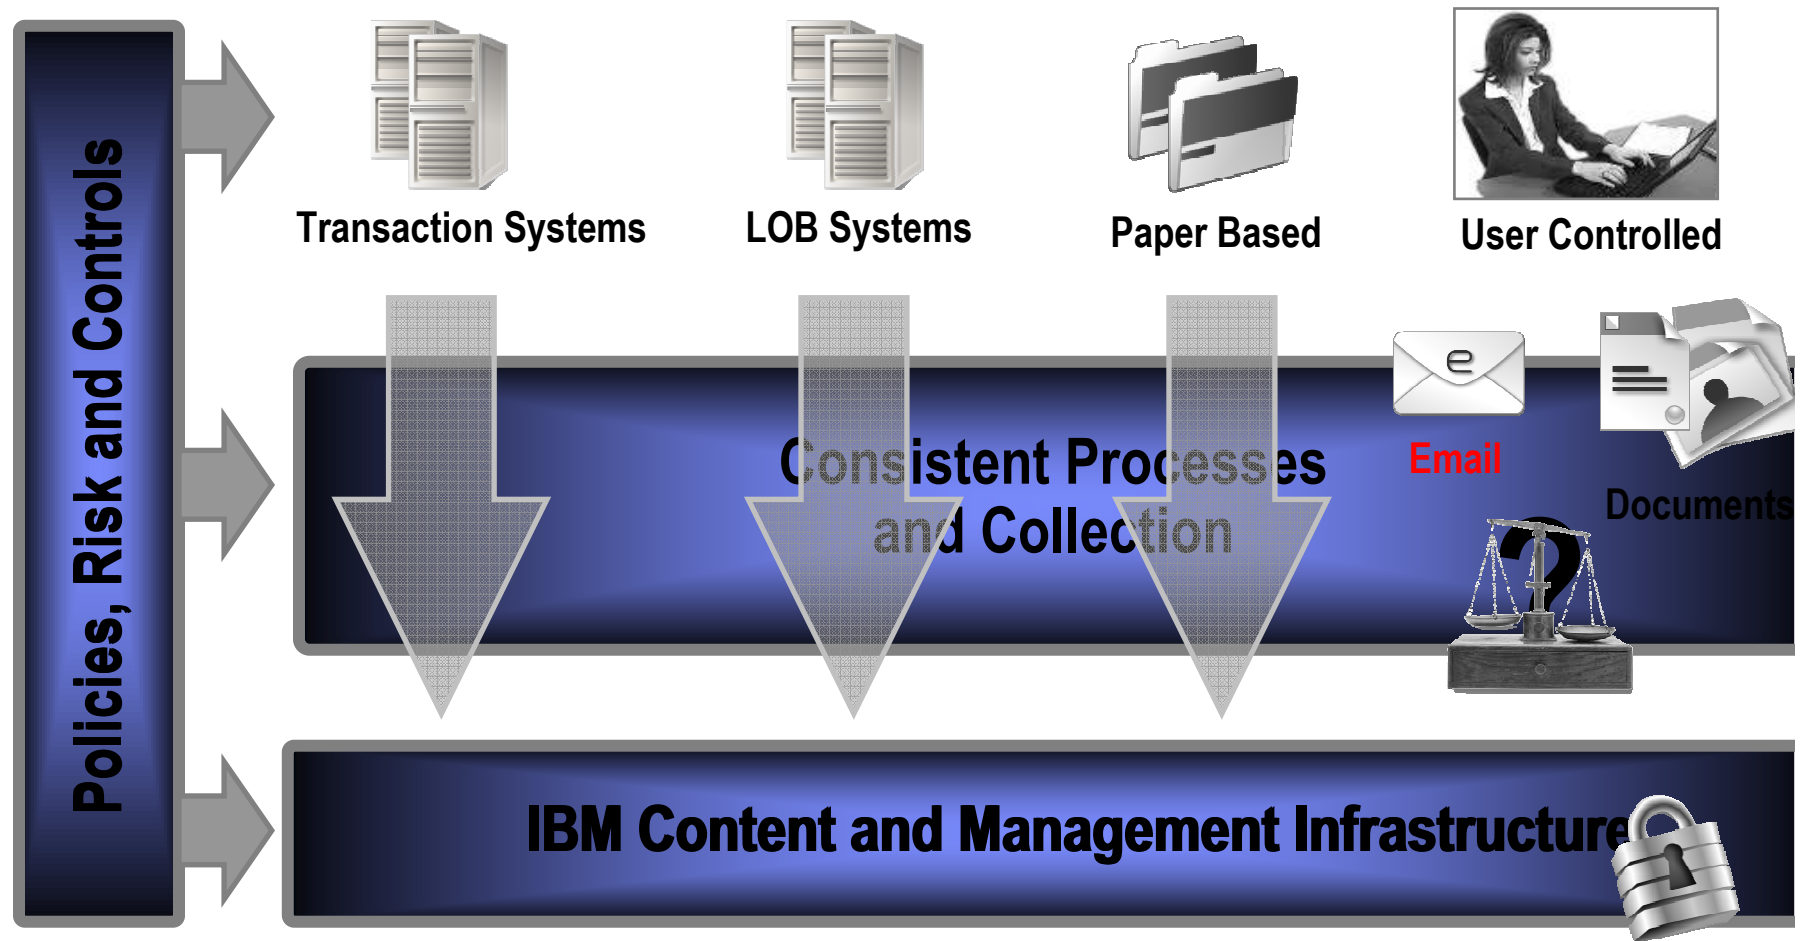 Policies, Risk and Controls
Transaction Systems
LOB Systems
Paper Based
User Controlled
e
Consistent Processes
and Collection
Email
Documents
?
IBM Content and Management Infrastructure